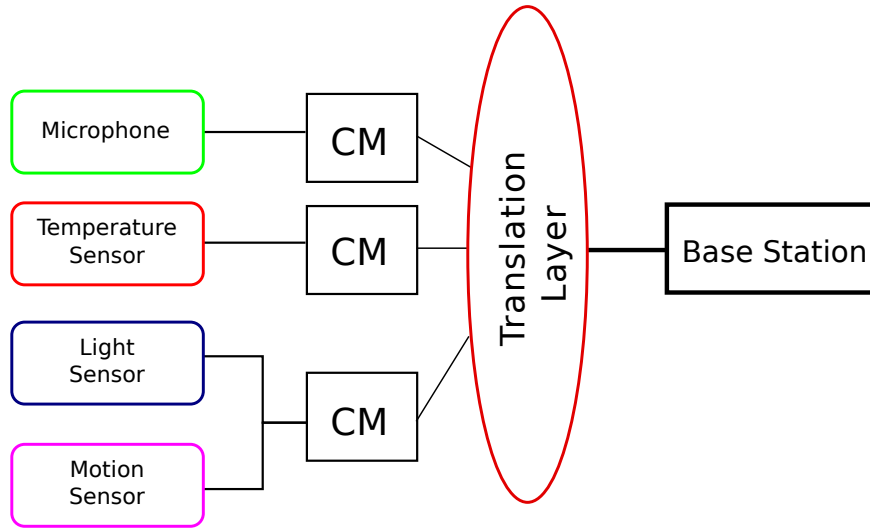 Microphone
CM
Temperature
Sensor
CM
Light
Sensor
Motion
Sensor
CM
Translation
Layer
Base Station